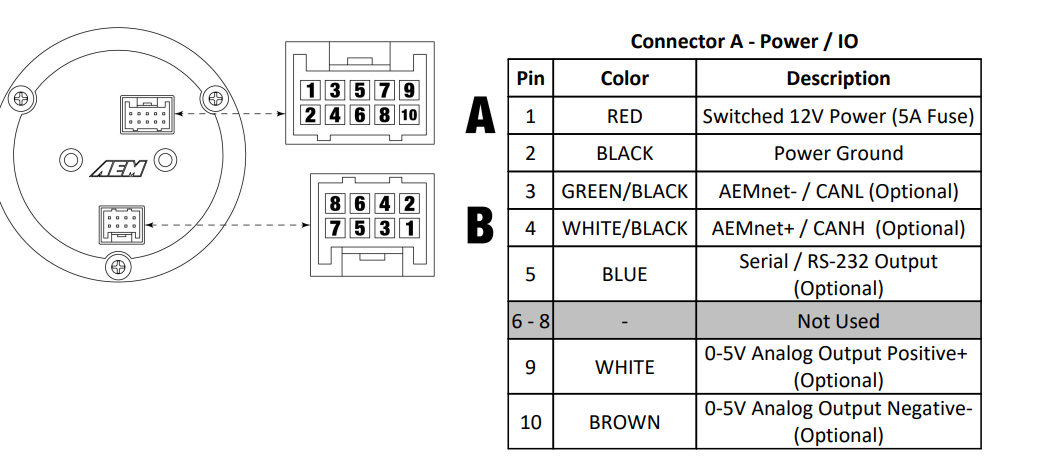 AEM
1 3 5 7 9
2 4 6 8 10
A
8 6 4 2
7 5 3 1
B
Connector A - Power / IO
Pin Color Description
1 RED Switched 12V Power (5A Fuse)
2 BLACK Power Ground
3 GREEN/BLACK AEMnet- / CANL (Optional)
4 WHITE/BLACK AEMnet+ / CANH (Optional)
5 BLUE Serial / RS-232 Output
(Optional)
6 - 8 - Not Used
9 WHITE 0-5V Analog Output Positive+
(Optional)
10 BROWN 0-5V Analog Output Negative-
(Optional)